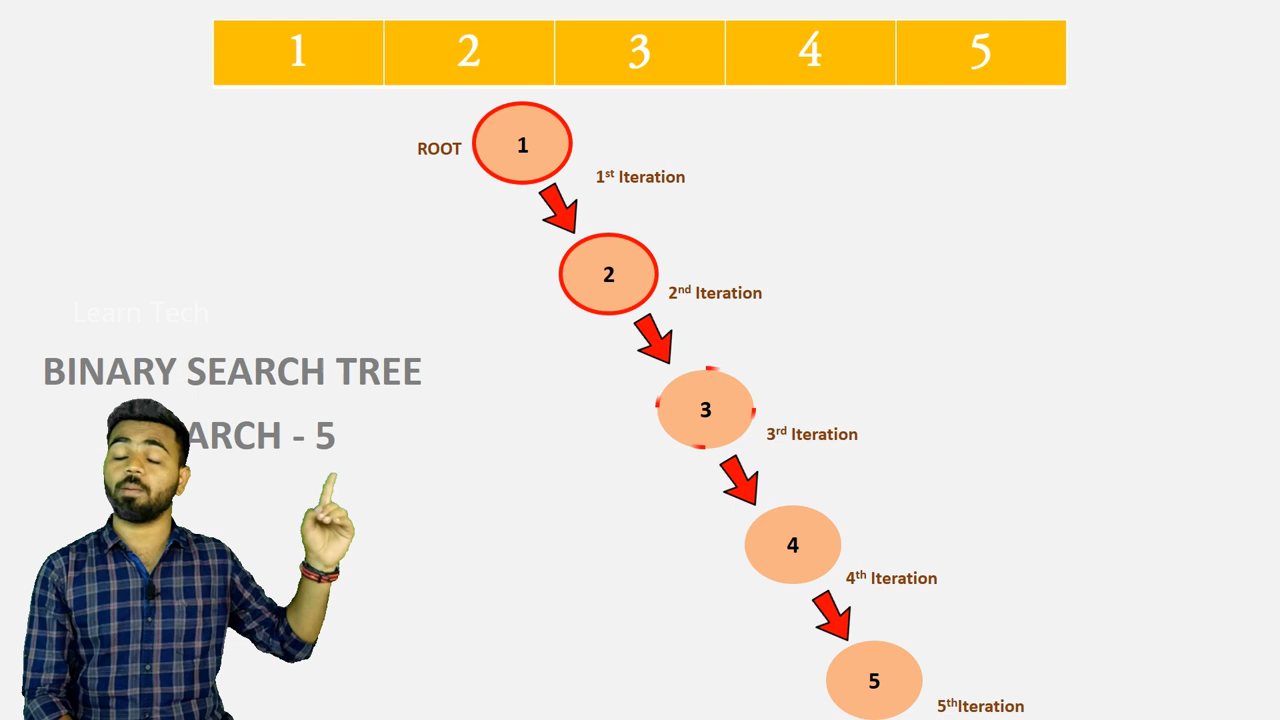 1 2 3 4 5
1
ROOT
1st Iteration
2
2nd Iteration
Learn Tech
BINARY SEARCH TREE
3
3rd Iteration
ARCH - 5
4
4th Iteration
5
5thIteration